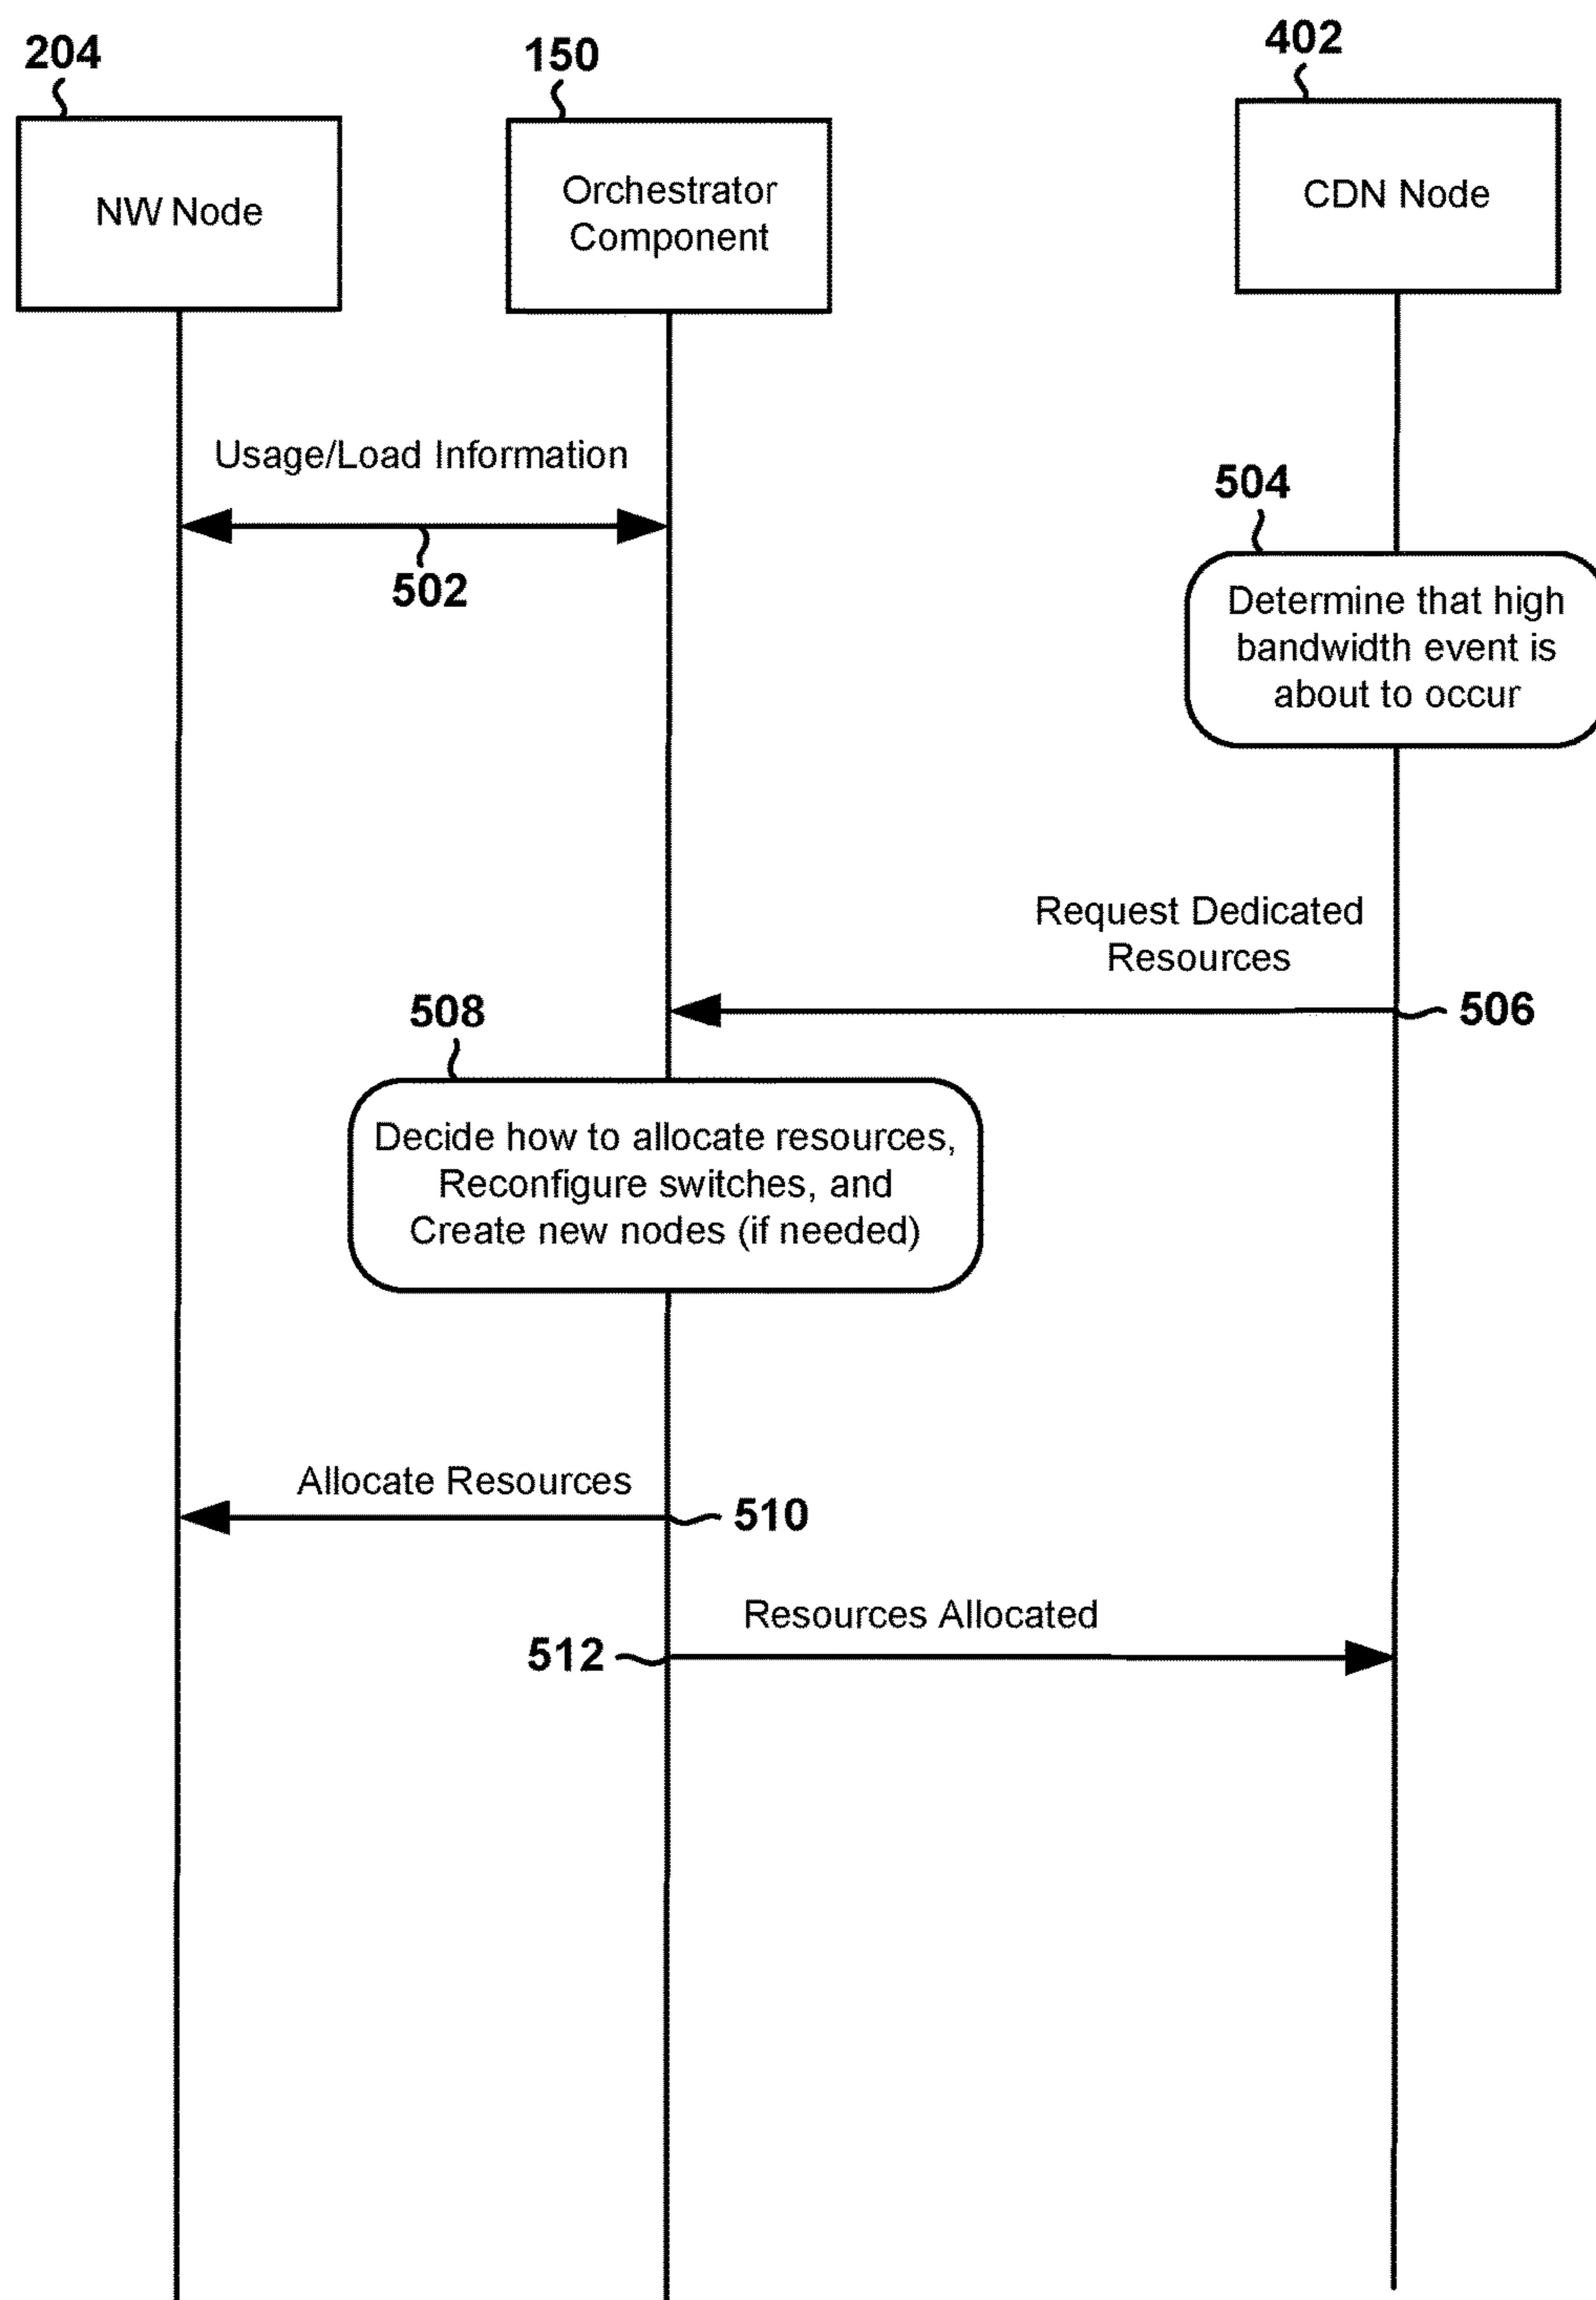 204
150
402
NW Node
Orchestrator
Component
CDN Node
Usage/Load Information
502
504
Determine that high
bandwidth event is
about to occur
Request Dedicated
Resources
506
508
Decide how to allocate resources,
Reconfigure switches, and
Create new nodes (if needed)
Allocate Resources
510
Resources Allocated
512